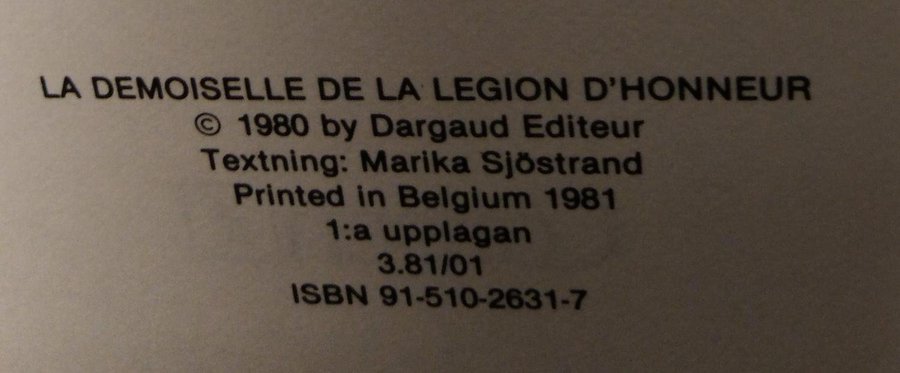 LA DEMOISELLE DE LA LEGION D'HONNEUR
© 1980 by Dargaud Editeur
Textning: Marika Sjöstrand
Printed in Belgium 1981
1:a upplagan
3.81/01
ISBN 91-510-2631-7